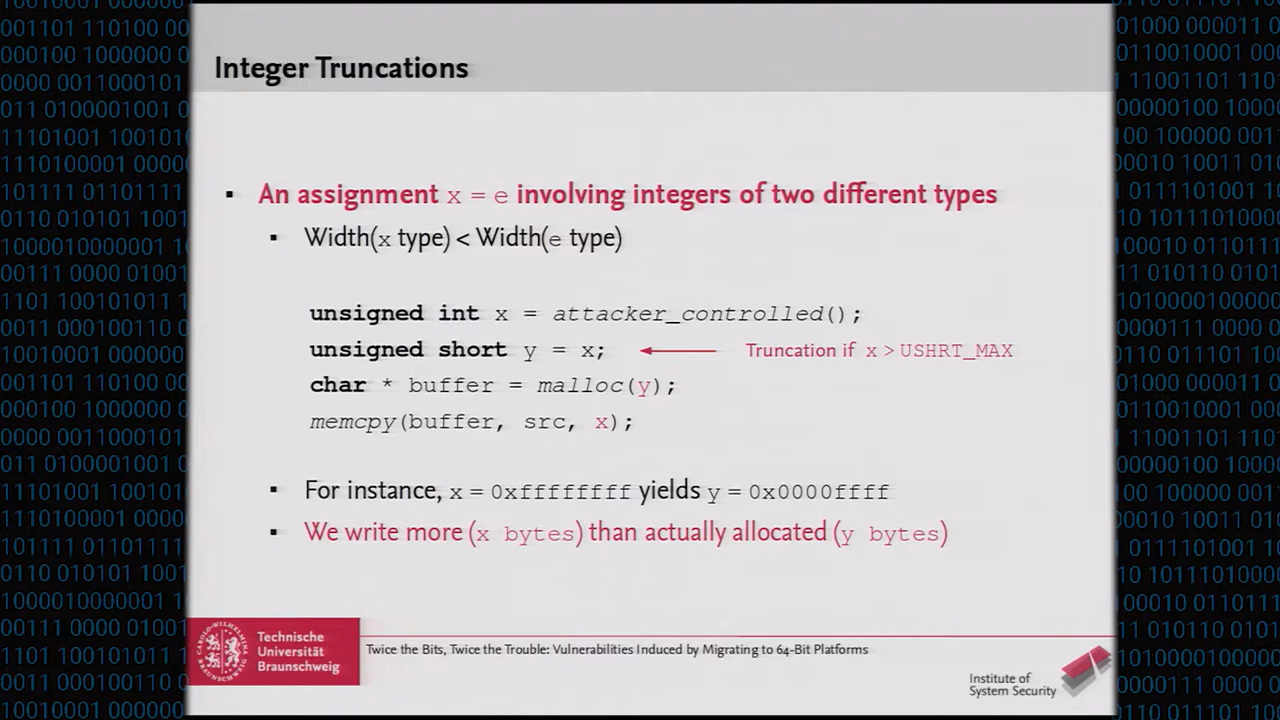 Integer Truncations
▪ An assignment x = e involving integers of two different types
▪ Width(x type) < Width(e type)
unsigned int x = attacker_controlled();
unsigned short y = x;
Truncation if x > USHRT_MAX
char * buffer = malloc(y);
memcpy(buffer, src, x);
▪ For instance, x = 0xffffffff yields y = 0x0000ffff
▪ We write more (x bytes) than actually allocated (y bytes)
Technische
Universität
Braunschweig
Twice the Bits, Twice the Trouble: Vulnerabilities Induced by Migrating to 64-Bit Platforms
Institute of
System Security